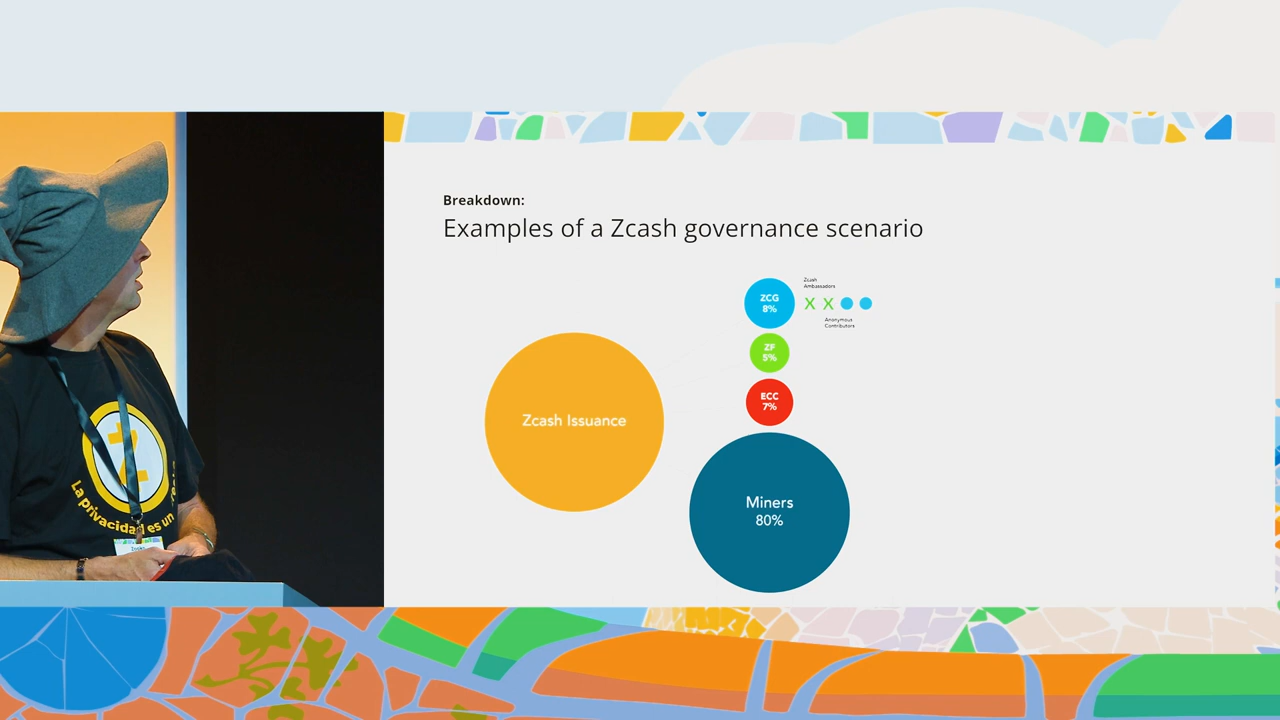 Breakdown:
Examples of a Zcash governance scenario
Zcash
Ambassadors
ZCG
8%
X X
Anonymous
Contributors
ZF
5%
ECC
7%
Zcash Issuance
Miners
80%
La privacidad es un